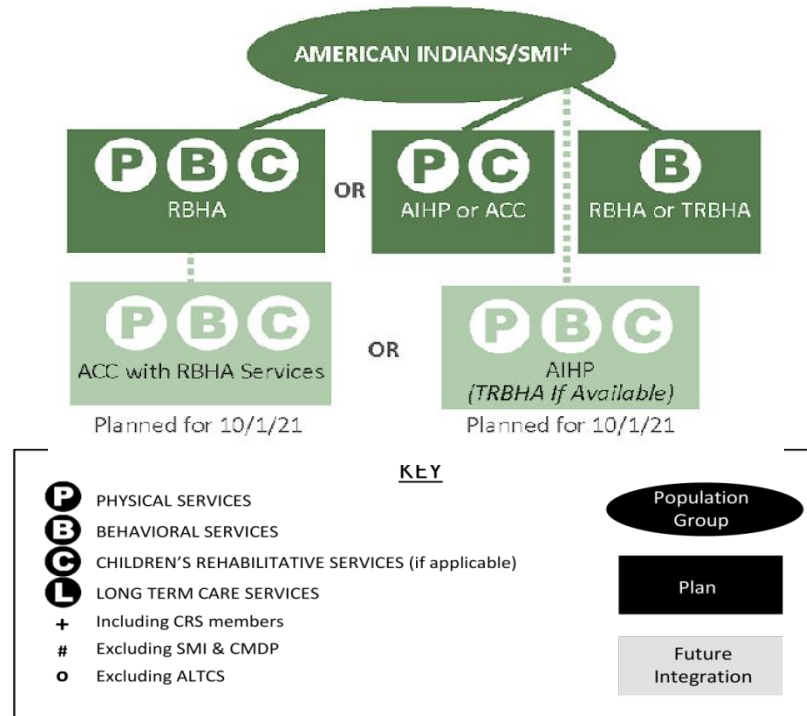 AMERICAN INDIANS/SMI+
P B C
RBHA
OR
P C
AIHP or ACC
B
RBHA or TRBHA
P B C
ACC with RBHA Services
OR
P B C
AIHP
(TRBHA If Available)
Planned for 10/1/21
Planned for 10/1/21
KEY
P PHYSICAL SERVICES
B BEHAVIORAL SERVICES
C CHILDREN'S REHABILITATIVE SERVICES (if applicable)
L LONG TERM CARE SERVICES
+ Including CRS members
# Excluding SMI & CMDP
o Excluding ALTCS
Population
Group
Plan
Future
Integration